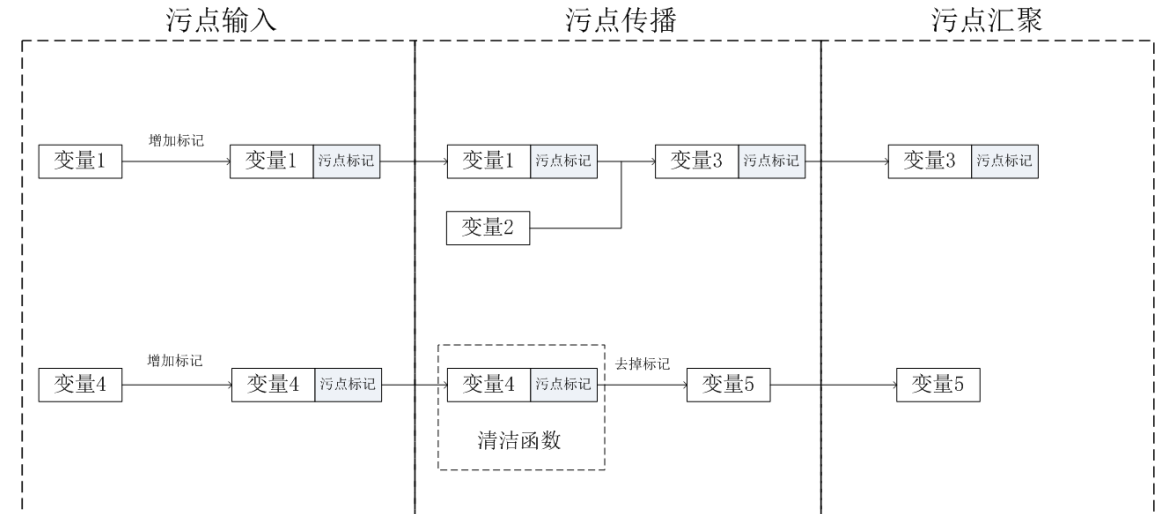 污点输入
污点传播
污点汇聚
增加标记
变量1
变量1 污点标记
变量1 污点标记
变量3 污点标记
变量3 污点标记
变量2
增加标记
去掉标记
变量4
变量4 污点标记
变量4 污点标记
变量5
变量5
清洁函数